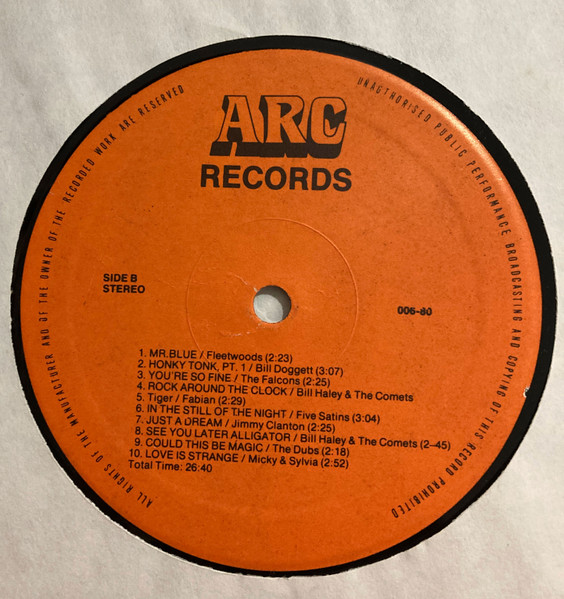 ARC
RECORDS
SIDE B
STEREO
006-80
1. MR.BLUE / Fleetwoods (2:23)
2. HONKY TONK, PT. 1 / Bill Doggett (3:07)
3. YOU'RE SO FINE / The Falcons (2:25)
4. ROCK AROUND THE CLOCK / Bill Haley & The Comets
5. Tiger / Fabian (2:29)
6. IN THE STILL OF THE NIGHT / Five Satins (3:04)
7. JUST A DREAM / Jimmy Clanton (2:25)
8. SEE YOU LATER ALLIGATOR / Bill Haley & The Comets (2–45)
9. COULD THIS BE MAGIC / The Dubs (2:18)
10. LOVE IS STRANGE / Micky & Sylvia (2:52)
Total Time: 26:40
ALL RIGHTS OF THE MANUFACTURER AND OF THE OWNER OF THE RECORDED WORK ARE RESERVED
UNAUTHORISED PUBLIC PERFORMANCE BROADCASTING AND COPYING OF THIS RECORD PROHIBITED